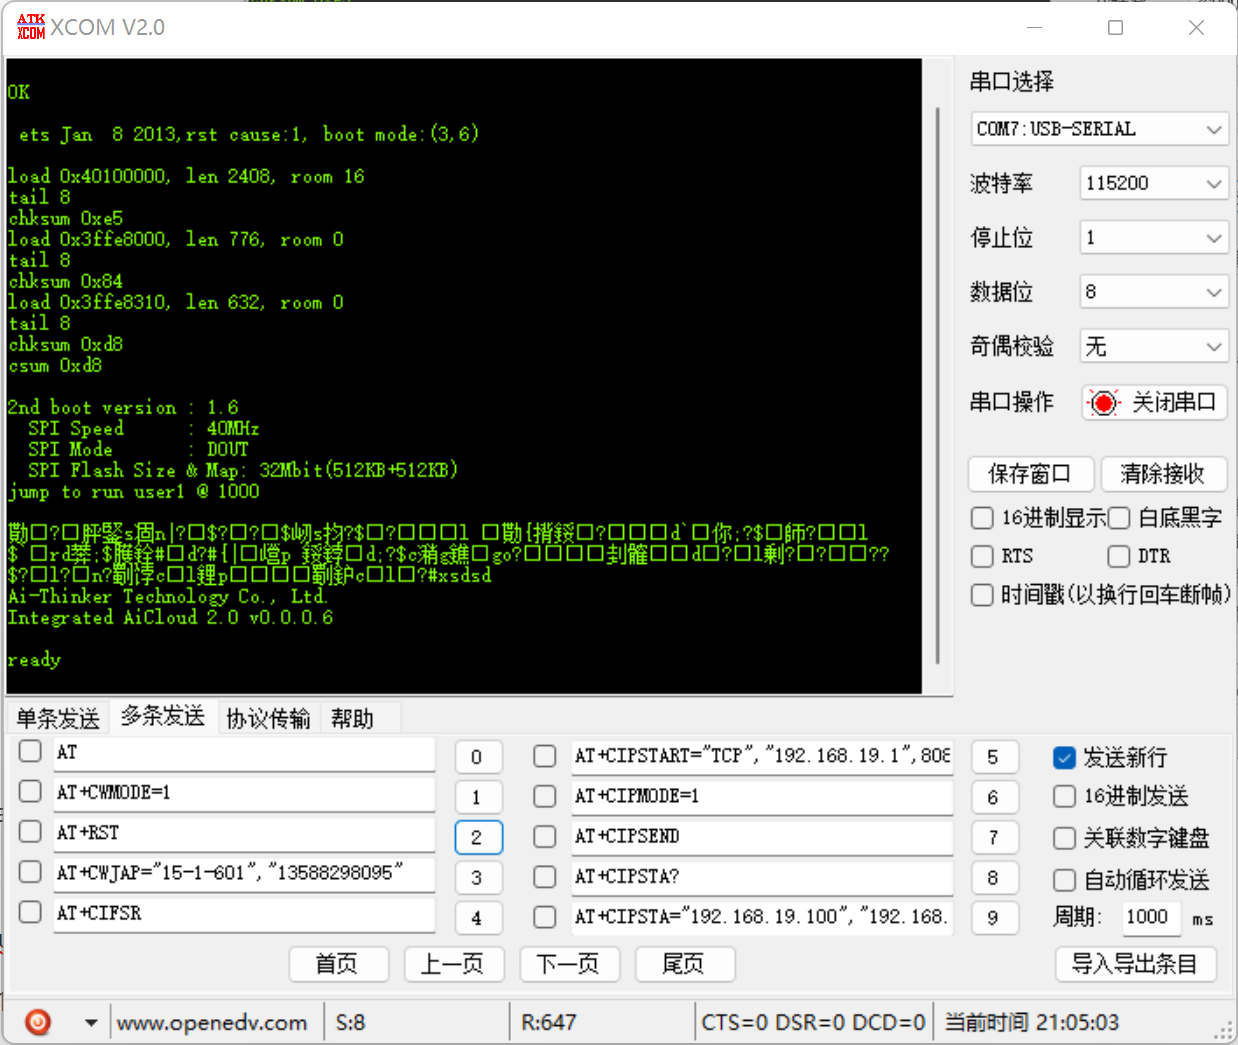 ATK
XCOM
XCOM V2.0
OK
ets Jan  8 2013,rst cause:1, boot mode:(3,6)
load 0x40100000, len 2408, room 16
tail 8
chksum 0xe5
load 0x3ffe8000, len 776, room 0
tail 8
chksum 0x84
load 0x3ffe8310, len 632, room 0
tail 8
chksum 0xd8
csum 0xd8
2nd boot version : 1.6
SPI Speed      : 40MHz
SPI Mode       : DOUT
SPI Flash Size & Map: 32Mbit(512KB+512KB)
jump to run user1 @ 1000
Ai-Thinker Technology Co., Ltd.
Integrated AiCloud 2.0 v0.0.0.6
ready
串口选择
COM7:USB-SERIAL
波特率 115200
停止位 1
数据位 8
奇偶校验 无
串口操作 关闭串口
保存窗口 清除接收
16进制显示 白底黑字
RTS DTR
时间戳(以换行回车断帧)
单条发送 多条发送 协议传输 帮助
AT 0
AT+CWMODE=1 1
AT+RST 2
AT+CWJAP="15-1-601","13588298095" 3
AT+CIFSR 4
AT+CIPSTART="TCP","192.168.19.1",808 5
AT+CIPMODE=1 6
AT+CIPSEND 7
AT+CIPSTA? 8
AT+CIPSTA="192.168.19.100","192.168. 9
发送新行
16进制发送
关联数字键盘
自动循环发送
周期: 1000 ms
首页 上一页 下一页 尾页 导入导出条目
www.openedv.com S:8 R:647 CTS=0 DSR=0 DCD=0 当前时间 21:05:03